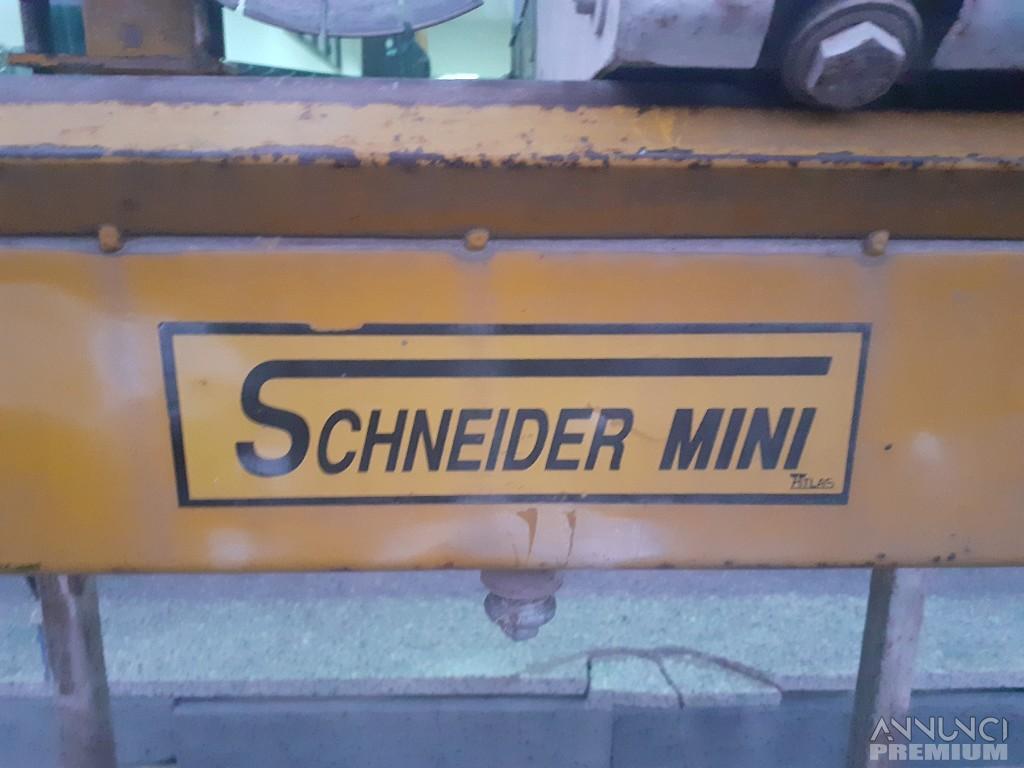 SCHNEIDER MINI
ATLAS
ANNUNCI
PREMIUM